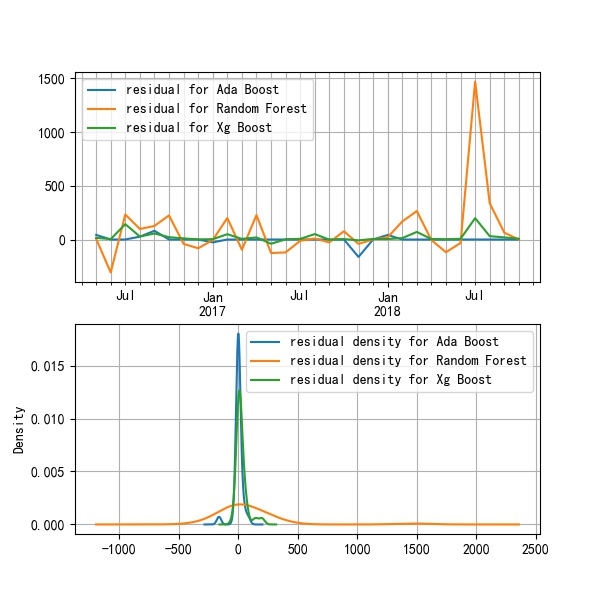 1500
1000
500
0
residual for Ada Boost
residual for Random Forest
residual for Xg Boost
Jul Jan Jul Jan Jul
2017 2018
0.015
0.010
0.005
0.000
Density
residual density for Ada Boost
residual density for Random Forest
residual density for Xg Boost
−1000 −500 0 500 1000 1500 2000 2500